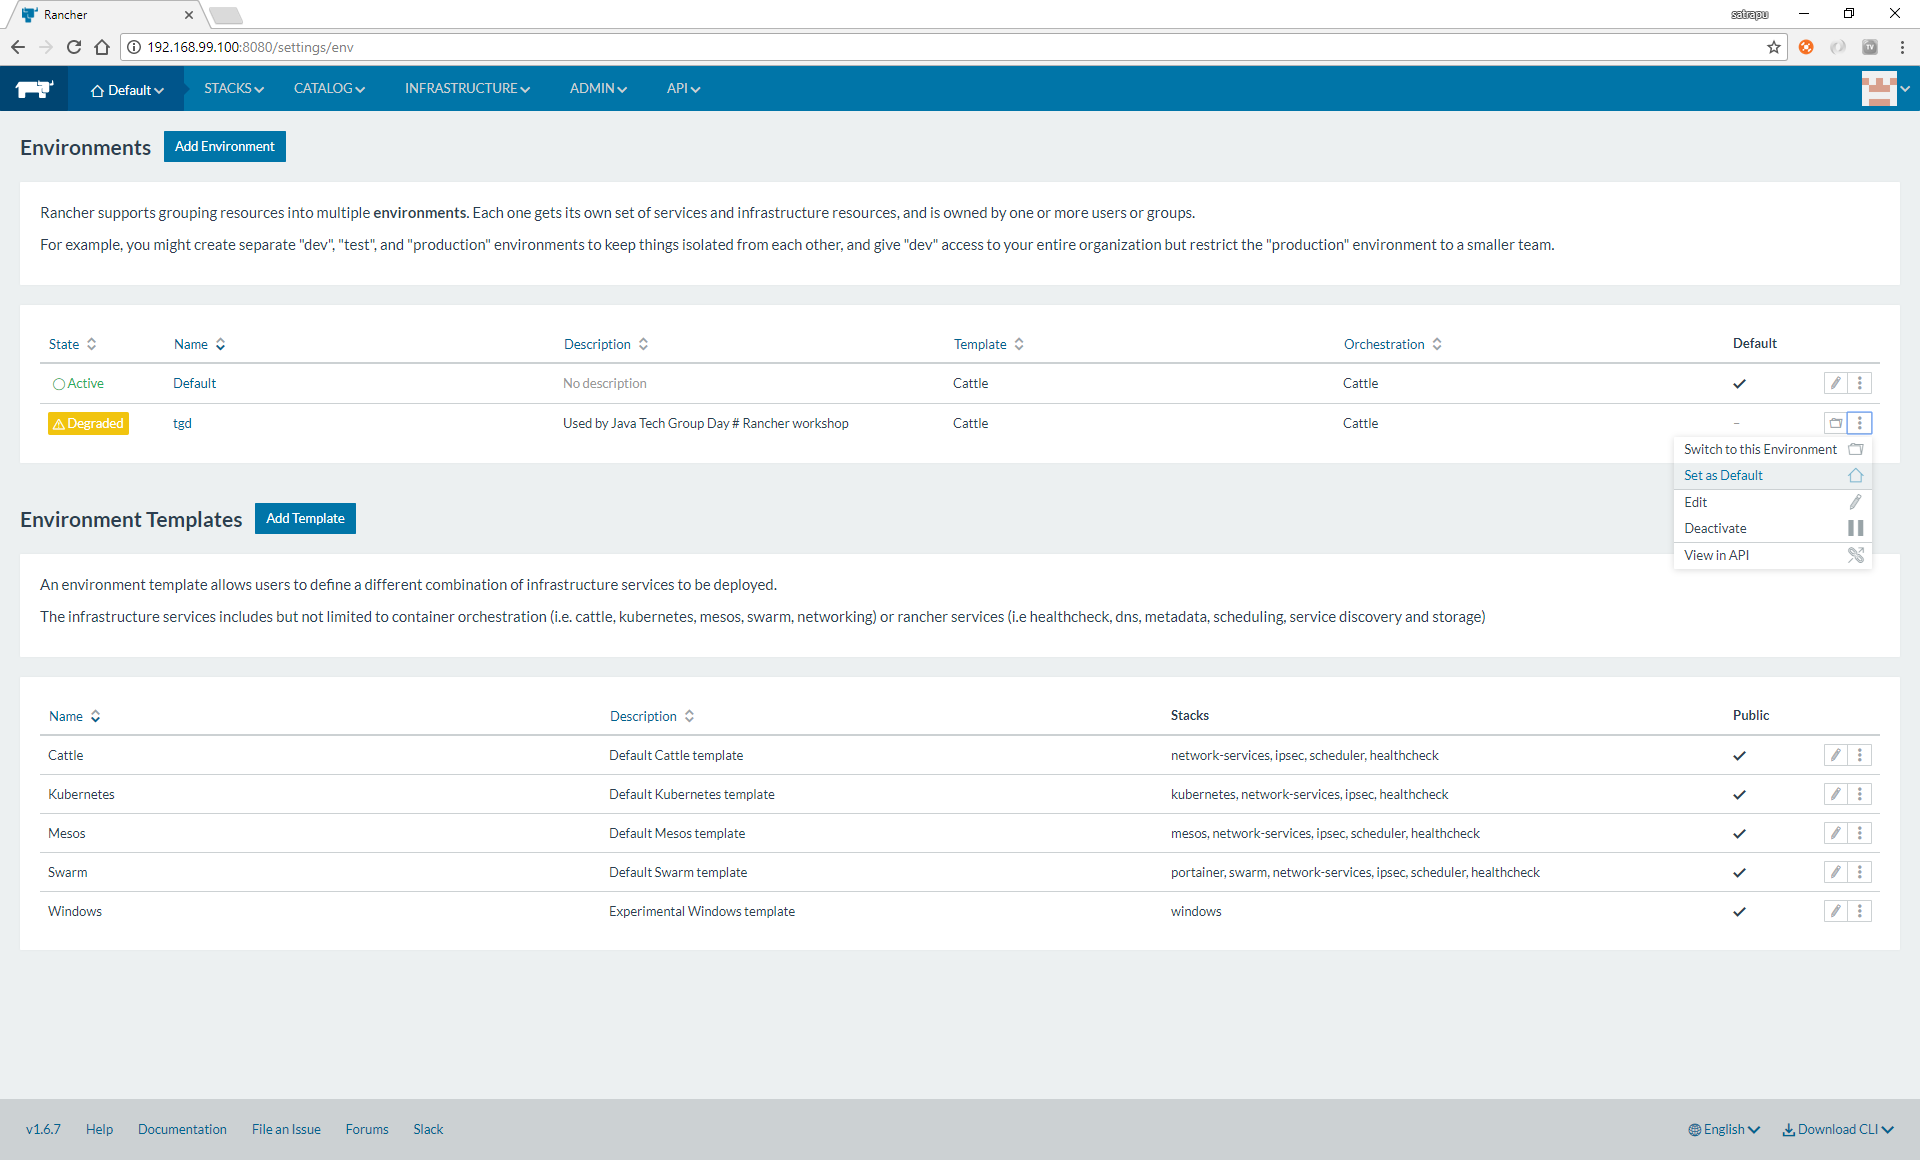 Rancher
satrapu
192.168.99.100:8080/settings/env
Default
STACKS
CATALOG
INFRASTRUCTURE
ADMIN
API
Environments
Add Environment
Rancher supports grouping resources into multiple environments. Each one gets its own set of services and infrastructure resources, and is owned by one or more users or groups.
For example, you might create separate "dev", "test", and "production" environments to keep things isolated from each other, and give "dev" access to your entire organization but restrict the "production" environment to a smaller team.
State Name Description Template Orchestration Default
Active Default No description Cattle Cattle
Degraded tgd Used by Java Tech Group Day # Rancher workshop Cattle Cattle –
Switch to this Environment
Set as Default
Edit
Deactivate
View in API
Environment Templates
Add Template
An environment template allows users to define a different combination of infrastructure services to be deployed.
The infrastructure services includes but not limited to container orchestration (i.e. cattle, kubernetes, mesos, swarm, networking) or rancher services (i.e healthcheck, dns, metadata, scheduling, service discovery and storage)
Name Description Stacks Public
Cattle Default Cattle template network-services, ipsec, scheduler, healthcheck
Kubernetes Default Kubernetes template kubernetes, network-services, ipsec, healthcheck
Mesos Default Mesos template mesos, network-services, ipsec, scheduler, healthcheck
Swarm Default Swarm template portainer, swarm, network-services, ipsec, scheduler, healthcheck
Windows Experimental Windows template windows
v1.6.7 Help Documentation File an Issue Forums Slack English Download CLI